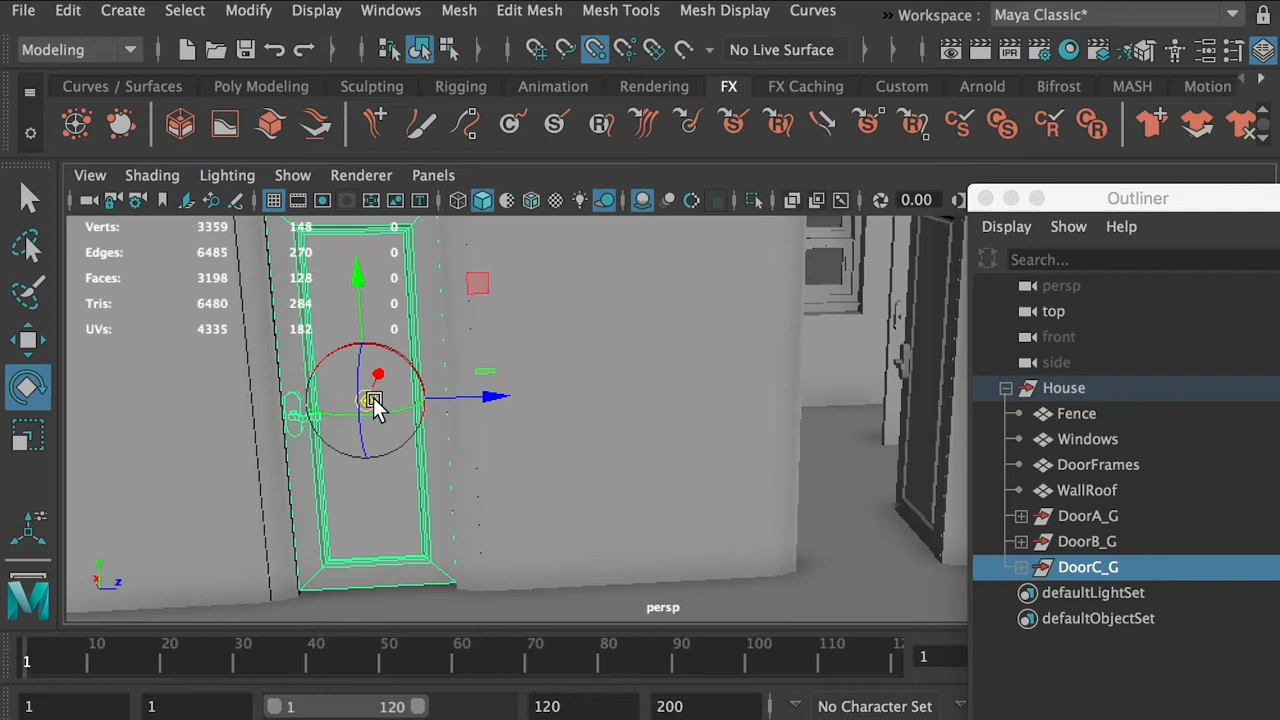 File Edit Create Select Modify Display Windows Mesh Edit Mesh Mesh Tools Mesh Display Curves » Workspace : Maya Classic*
Modeling No Live Surface
Curves / Surfaces Poly Modeling Sculpting Rigging Animation Rendering FX FX Caching Custom Arnold Bifrost MASH Motion
View Shading Lighting Show Renderer Panels
0.00
Outliner
Display Show Help
Search...
Verts: 3359 148 0
Edges: 6485 270 0
Faces: 3198 128 0
Tris: 6480 284 0
UVs: 4335 182 0
persp
top
front
side
House
Fence
Windows
DoorFrames
WallRoof
DoorA_G
DoorB_G
DoorC_G
defaultLightSet
defaultObjectSet
y
x z
persp
10 20 30 40 50 60 70 80 90 100 110
1 1
1 1 1 120 120 200 No Character Set
IPR